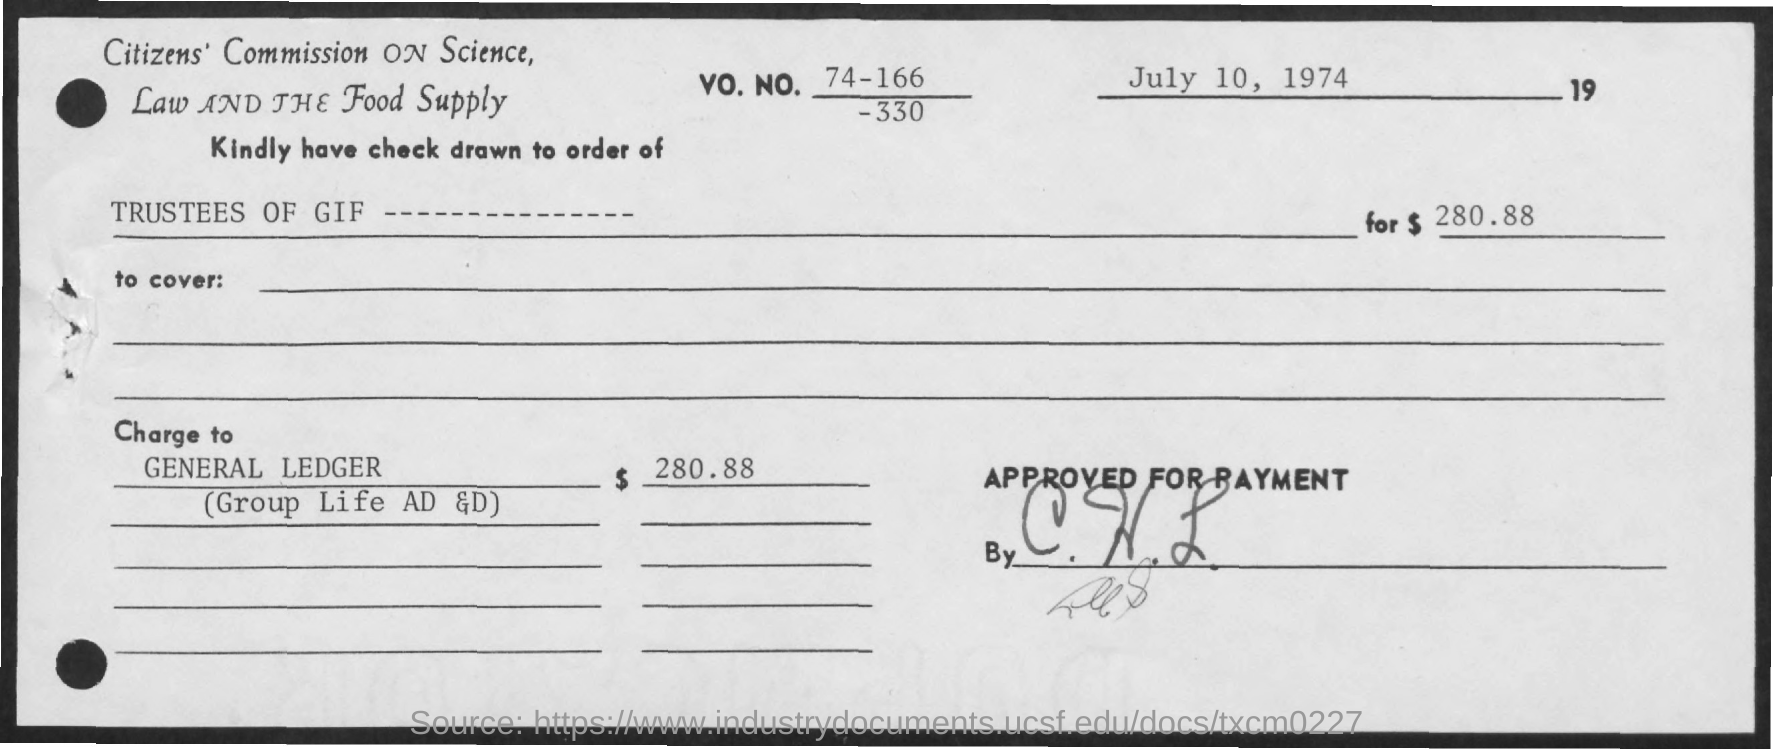 Citizens' Commission ON Science,
Law AND THE Food Supply
VO. NO. 74-166
-330
July 10, 1974 19
Kindly have check drawn to order of
TRUSTEES OF GIF --------------- for $ 280.88
to cover:
Charge to
GENERAL LEDGER $ 280.88
(Group Life AD &D)
APPROVED FOR PAYMENT
By C. H. L.
Source: https://www.industrydocuments.ucsf.edu/docs/txcm0227